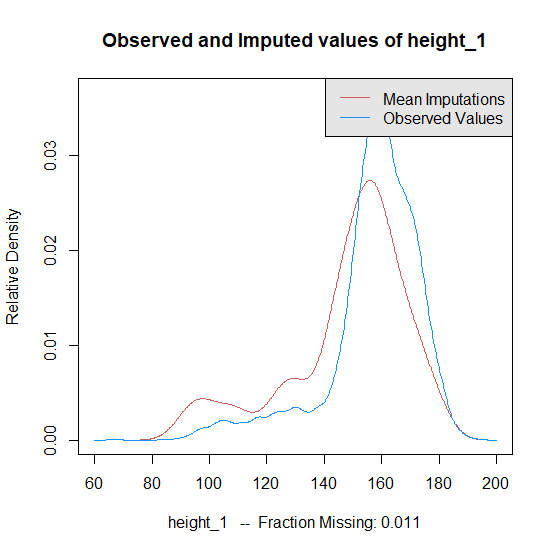 Observed and Imputed values of height_1
Mean Imputations
Observed Values
Relative Density
0.00
0.01
0.02
0.03
60 80 100 120 140 160 180 200
height_1 -- Fraction Missing: 0.011